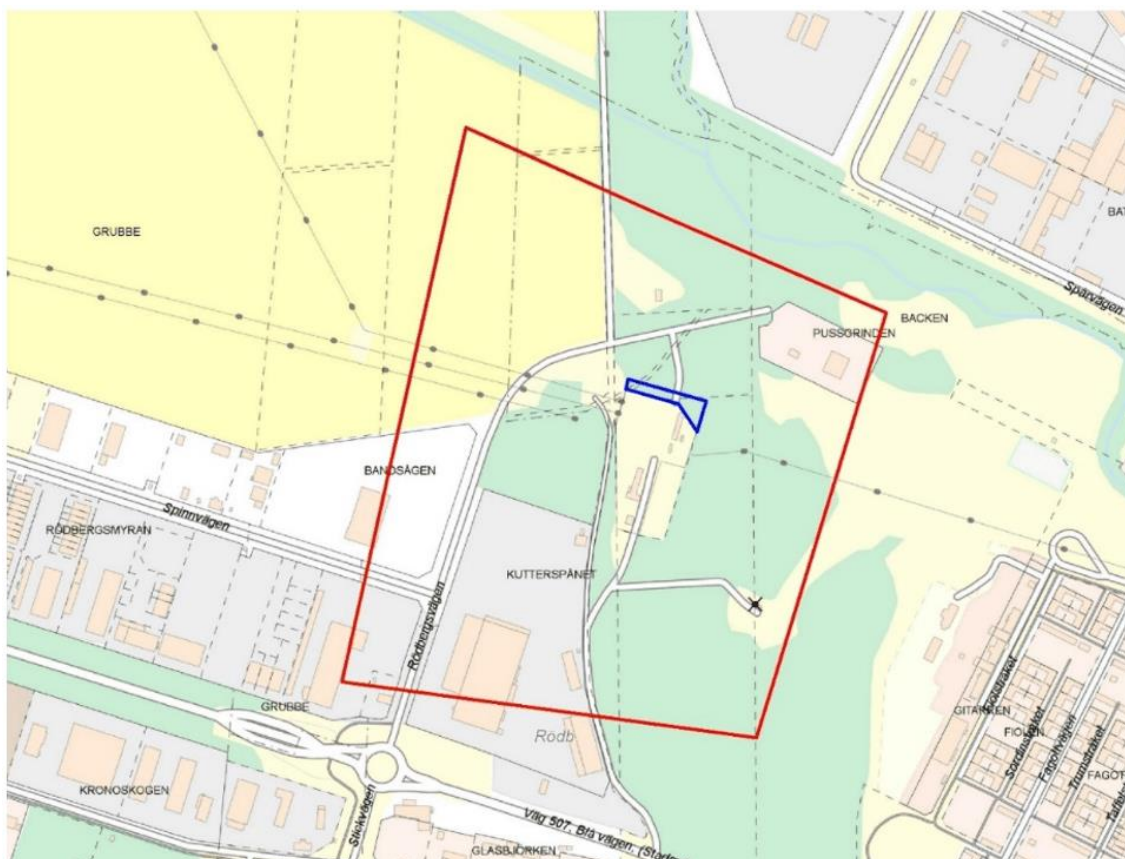 BAT
Spårvägen
GRUBBE
BACKEN
PUSSGRINDEN
BANDSÅGEN
Spinnvägen
RÖDBERGSMYRAN
KUTTERSPÅNET
Rödbergsvägen
GRUBBE
Rödb
GITARREN
FIOLEN
Sordinstråket
Fagottvägen
Trumstråket
FAGOT
KRONOSKOGEN
Stickvägen
Väg 507, Blå vägen, (Stad
GLASBJÖRKEN